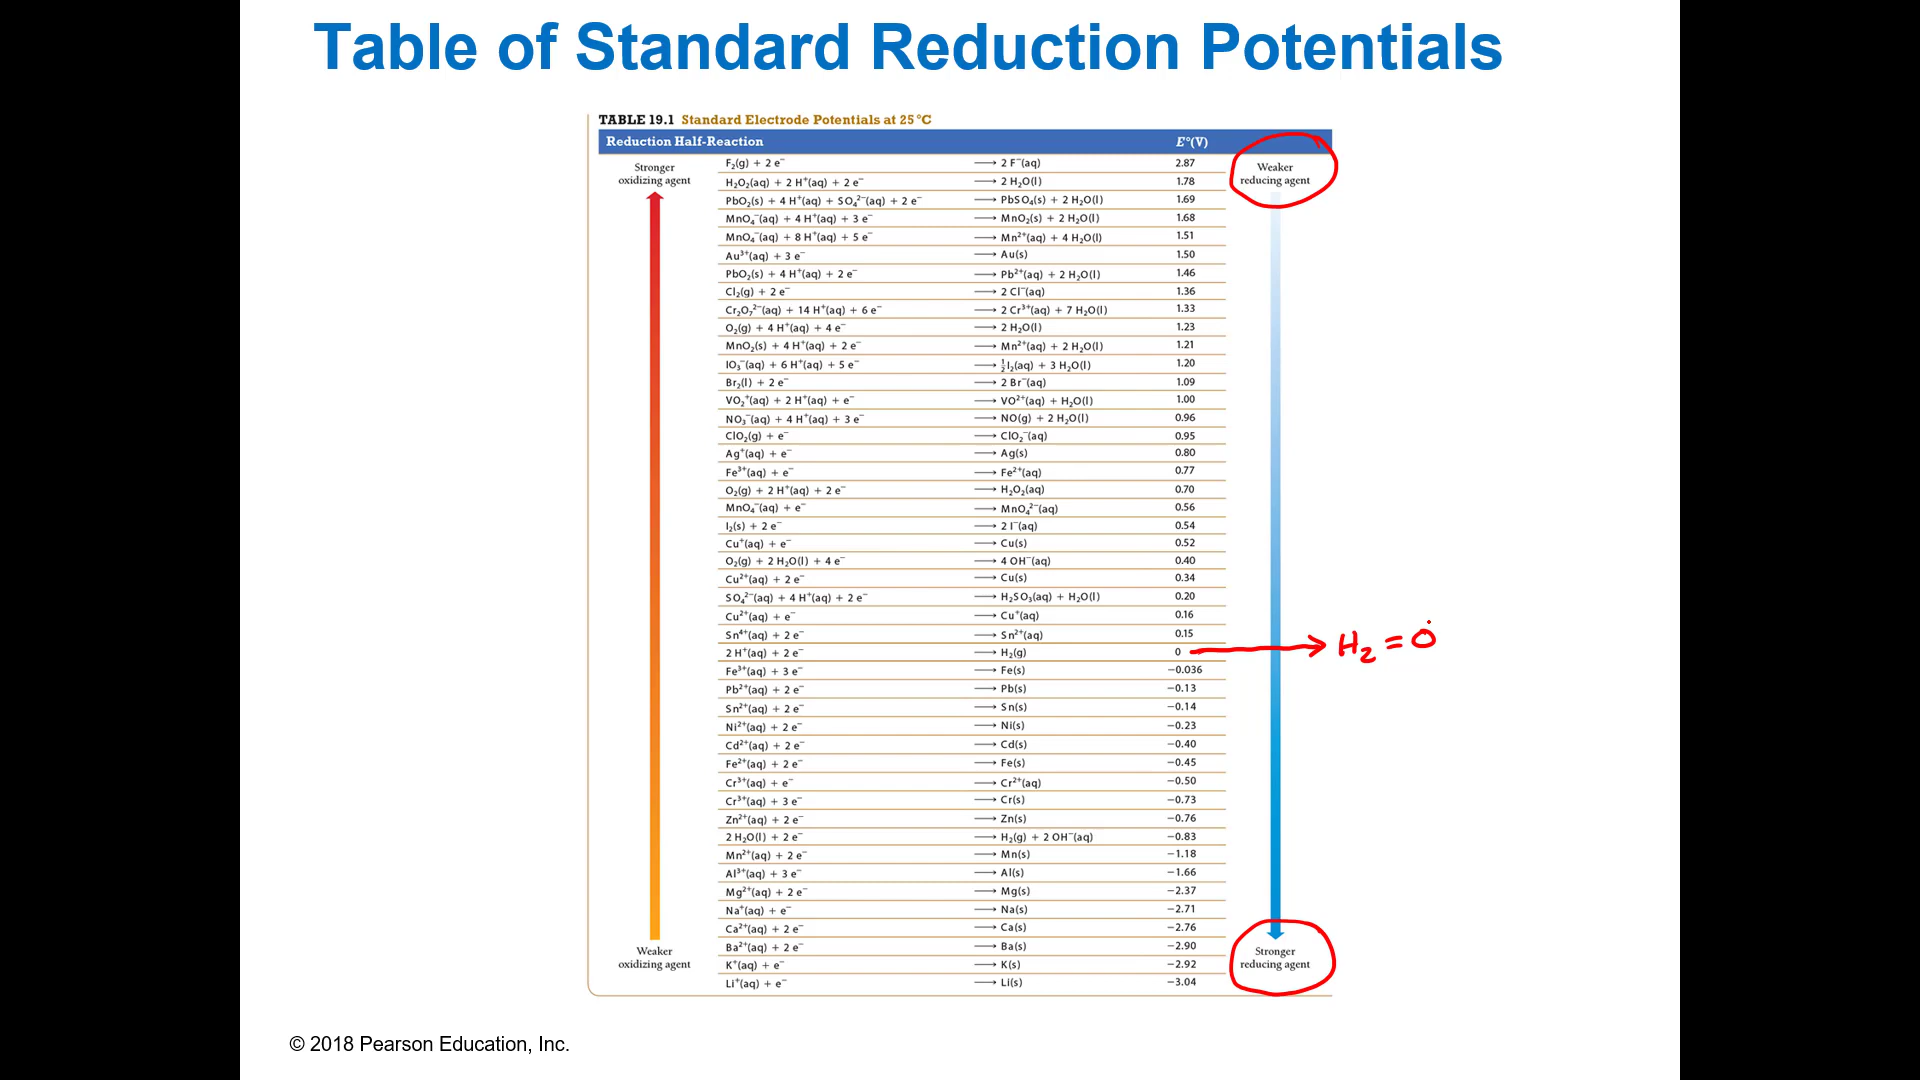 Table of Standard Reduction Potentials
TABLE 19.1 Standard Electrode Potentials at 25 °C
Reduction Half-Reaction E°(V)
Stronger oxidizing agent
Weaker reducing agent
F₂(g) + 2 e⁻ ⟶ 2 F⁻(aq) 2.87
H₂O₂(aq) + 2 H⁺(aq) + 2 e⁻ ⟶ 2 H₂O(l) 1.78
PbO₂(s) + 4 H⁺(aq) + SO₄²⁻(aq) + 2 e⁻ ⟶ PbSO₄(s) + 2 H₂O(l) 1.69
MnO₄⁻(aq) + 4 H⁺(aq) + 3 e⁻ ⟶ MnO₂(s) + 2 H₂O(l) 1.68
MnO₄⁻(aq) + 8 H⁺(aq) + 5 e⁻ ⟶ Mn²⁺(aq) + 4 H₂O(l) 1.51
Au³⁺(aq) + 3 e⁻ ⟶ Au(s) 1.50
PbO₂(s) + 4 H⁺(aq) + 2 e⁻ ⟶ Pb²⁺(aq) + 2 H₂O(l) 1.46
Cl₂(g) + 2 e⁻ ⟶ 2 Cl⁻(aq) 1.36
Cr₂O₇²⁻(aq) + 14 H⁺(aq) + 6 e⁻ ⟶ 2 Cr³⁺(aq) + 7 H₂O(l) 1.33
O₂(g) + 4 H⁺(aq) + 4 e⁻ ⟶ 2 H₂O(l) 1.23
MnO₂(s) + 4 H⁺(aq) + 2 e⁻ ⟶ Mn²⁺(aq) + 2 H₂O(l) 1.21
IO₃⁻(aq) + 6 H⁺(aq) + 5 e⁻ ⟶ ½I₂(aq) + 3 H₂O(l) 1.20
Br₂(l) + 2 e⁻ ⟶ 2 Br⁻(aq) 1.09
VO₂⁺(aq) + 2 H⁺(aq) + e⁻ ⟶ VO²⁺(aq) + H₂O(l) 1.00
NO₃⁻(aq) + 4 H⁺(aq) + 3 e⁻ ⟶ NO(g) + 2 H₂O(l) 0.96
ClO₂(g) + e⁻ ⟶ ClO₂⁻(aq) 0.95
Ag⁺(aq) + e⁻ ⟶ Ag(s) 0.80
Fe³⁺(aq) + e⁻ ⟶ Fe²⁺(aq) 0.77
O₂(g) + 2 H⁺(aq) + 2 e⁻ ⟶ H₂O₂(aq) 0.70
MnO₄⁻(aq) + e⁻ ⟶ MnO₄²⁻(aq) 0.56
I₂(s) + 2 e⁻ ⟶ 2 I⁻(aq) 0.54
Cu⁺(aq) + e⁻ ⟶ Cu(s) 0.52
O₂(g) + 2 H₂O(l) + 4 e⁻ ⟶ 4 OH⁻(aq) 0.40
Cu²⁺(aq) + 2 e⁻ ⟶ Cu(s) 0.34
SO₄²⁻(aq) + 4 H⁺(aq) + 2 e⁻ ⟶ H₂SO₃(aq) + H₂O(l) 0.20
Cu²⁺(aq) + e⁻ ⟶ Cu⁺(aq) 0.16
Sn⁴⁺(aq) + 2 e⁻ ⟶ Sn²⁺(aq) 0.15
2 H⁺(aq) + 2 e⁻ ⟶ H₂(g) 0 → H₂ = 0
Fe³⁺(aq) + 3 e⁻ ⟶ Fe(s) −0.036
Pb²⁺(aq) + 2 e⁻ ⟶ Pb(s) −0.13
Sn²⁺(aq) + 2 e⁻ ⟶ Sn(s) −0.14
Ni²⁺(aq) + 2 e⁻ ⟶ Ni(s) −0.23
Cd²⁺(aq) + 2 e⁻ ⟶ Cd(s) −0.40
Fe²⁺(aq) + 2 e⁻ ⟶ Fe(s) −0.45
Cr³⁺(aq) + e⁻ ⟶ Cr²⁺(aq) −0.50
Cr³⁺(aq) + 3 e⁻ ⟶ Cr(s) −0.73
Zn²⁺(aq) + 2 e⁻ ⟶ Zn(s) −0.76
2 H₂O(l) + 2 e⁻ ⟶ H₂(g) + 2 OH⁻(aq) −0.83
Mn²⁺(aq) + 2 e⁻ ⟶ Mn(s) −1.18
Al³⁺(aq) + 3 e⁻ ⟶ Al(s) −1.66
Mg²⁺(aq) + 2 e⁻ ⟶ Mg(s) −2.37
Na⁺(aq) + e⁻ ⟶ Na(s) −2.71
Ca²⁺(aq) + 2 e⁻ ⟶ Ca(s) −2.76
Ba²⁺(aq) + 2 e⁻ ⟶ Ba(s) −2.90
K⁺(aq) + e⁻ ⟶ K(s) −2.92
Li⁺(aq) + e⁻ ⟶ Li(s) −3.04
Weaker oxidizing agent
Stronger reducing agent
© 2018 Pearson Education, Inc.